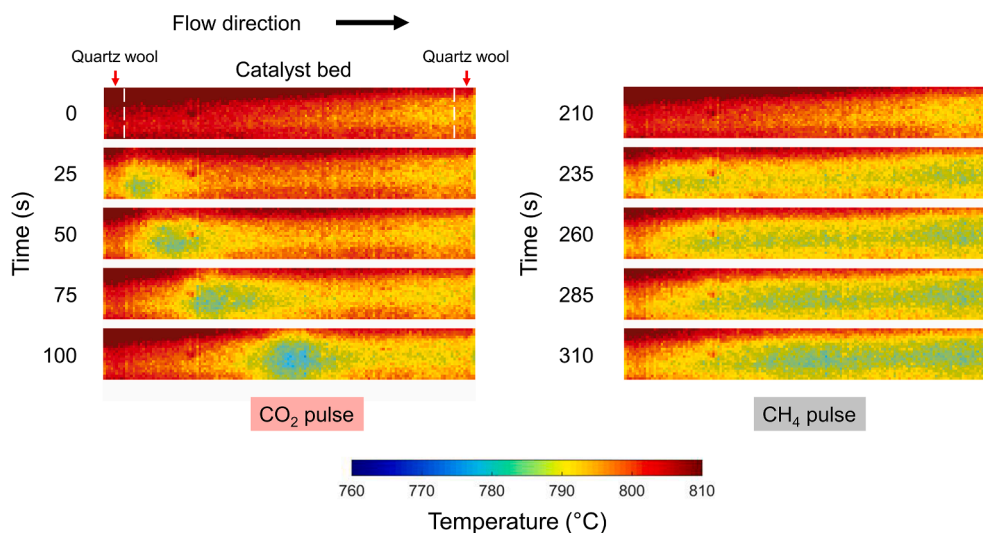 Flow direction
Quartz wool
Catalyst bed
Quartz wool
Time (s)
0
25
50
75
100
CO₂ pulse
Time (s)
210
235
260
285
310
CH₄ pulse
760 770 780 790 800 810
Temperature (°C)